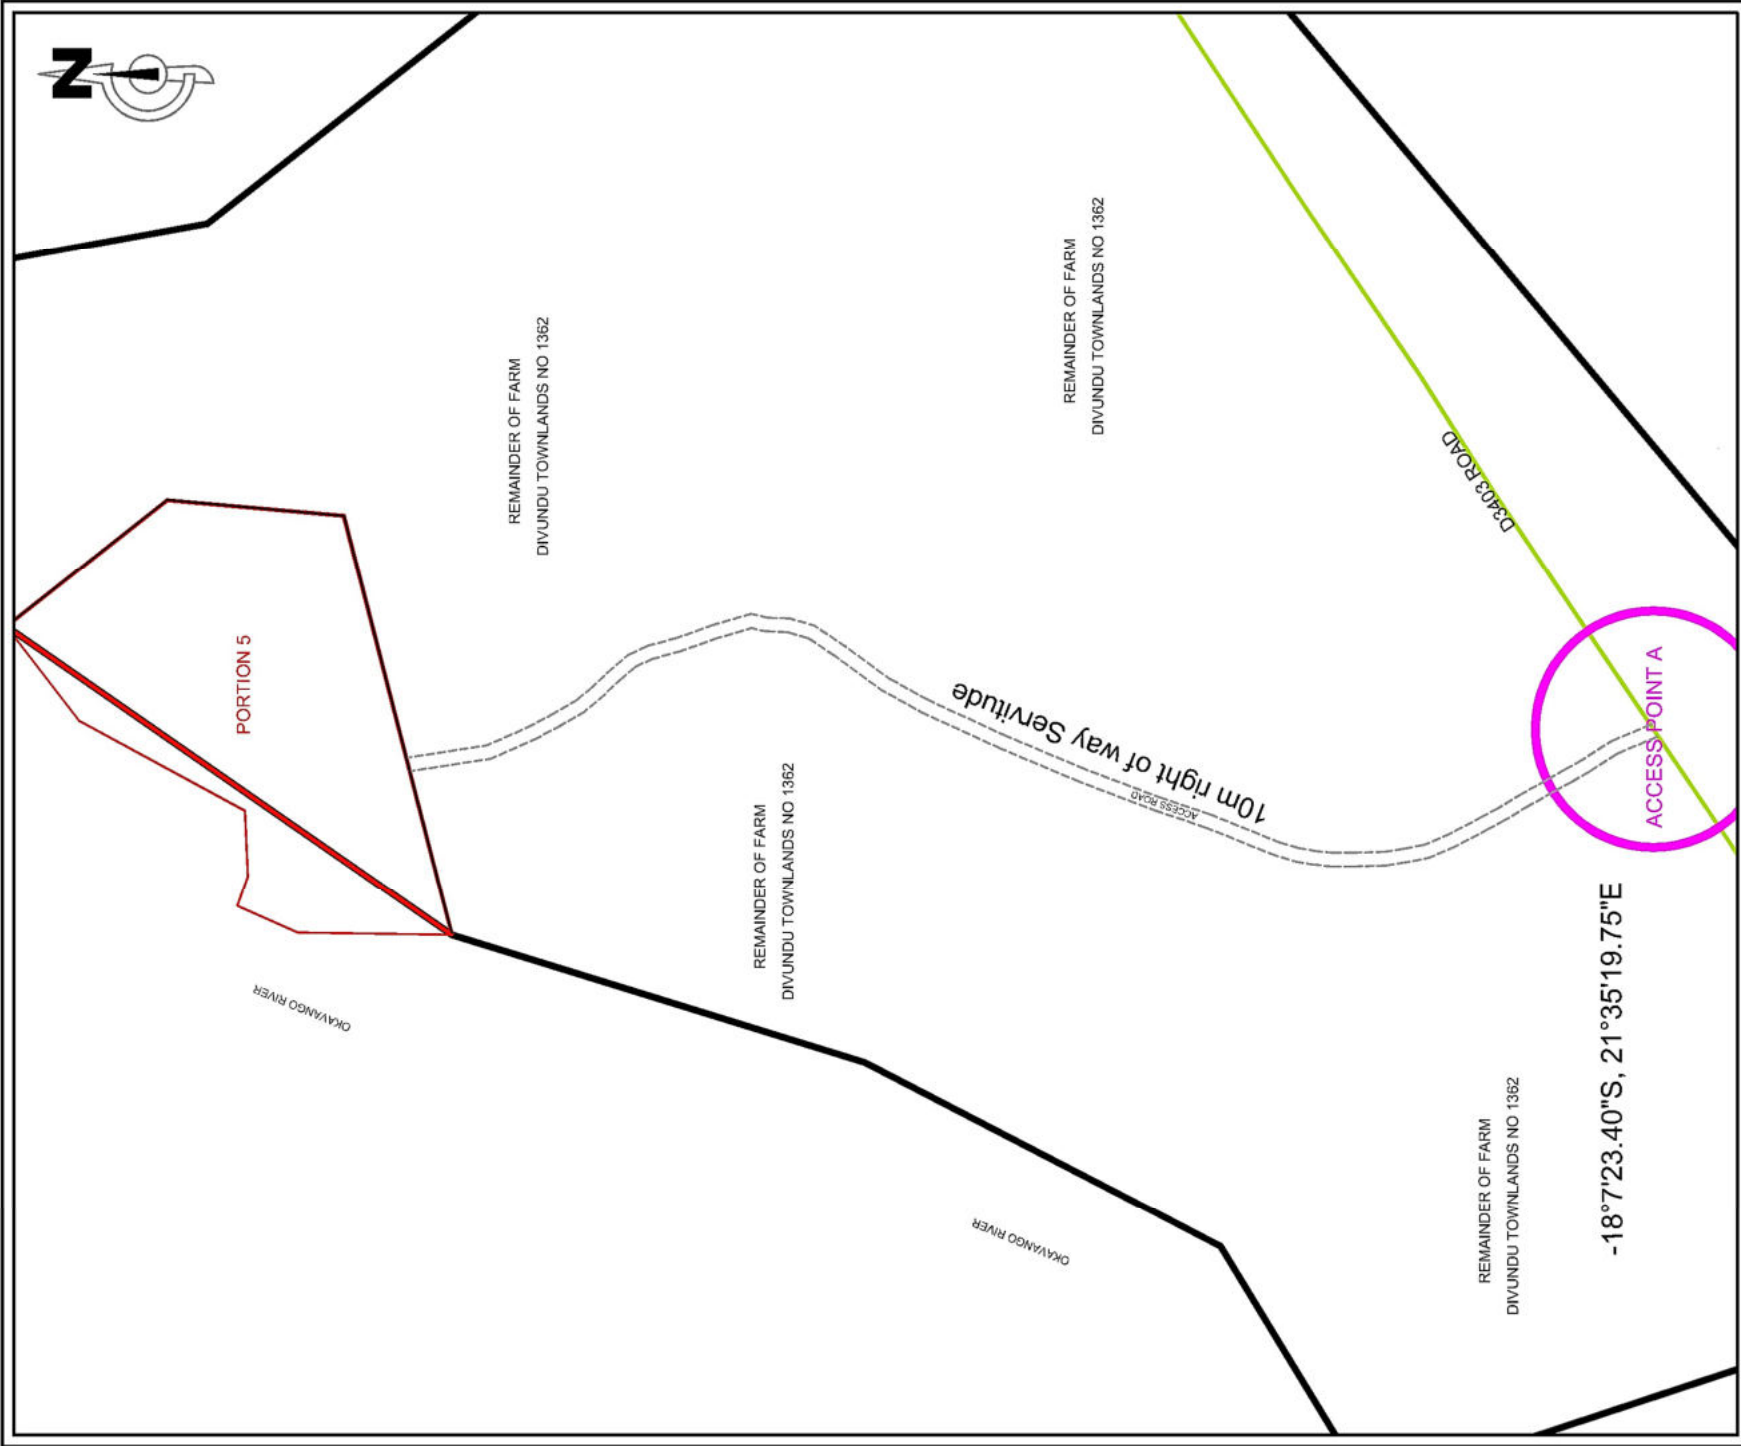 N
PORTION 5
OKAVANGO RIVER
REMAINDER OF FARM
DIVUNDU TOWNLANDS NO 1362
REMAINDER OF FARM
DIVUNDU TOWNLANDS NO 1362
10m right of way Servitude
ACCESS ROAD
OKAVANGO RIVER
REMAINDER OF FARM
DIVUNDU TOWNLANDS NO 1362
D3403 ROAD
REMAINDER OF FARM
DIVUNDU TOWNLANDS NO 1362
-18°7'23.40"S, 21°35'19.75"E
ACCESS POINT A